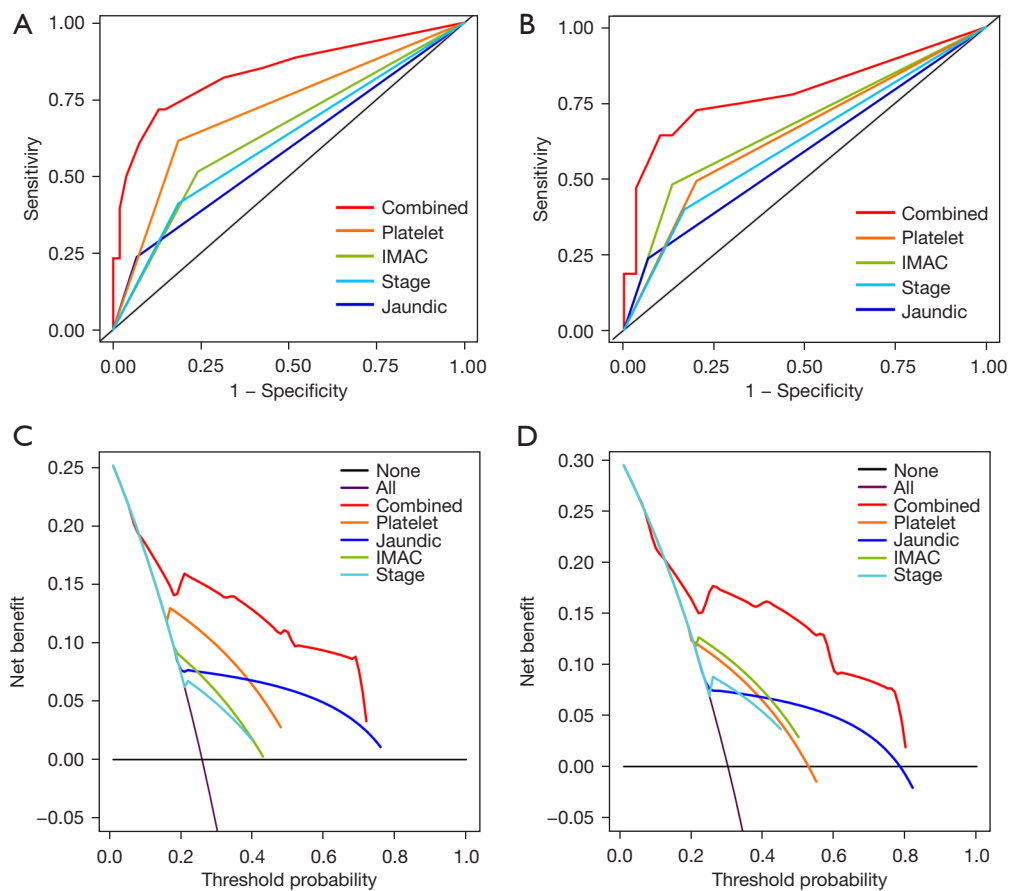 A
1.00
0.75
0.50
0.25
0.00
Sensitiviry
Combined
Platelet
IMAC
Stage
Jaundic
0.00 0.25 0.50 0.75 1.00
1 – Specificity
B
1.00
0.75
0.50
0.25
0.00
Sensitiviry
Combined
Platelet
IMAC
Stage
Jaundic
0.00 0.25 0.50 0.75 1.00
1 – Specificity
C
0.25
0.20
0.15
0.10
0.05
0.00
−0.05
Net benefit
None
All
Combined
Platelet
Jaundic
IMAC
Stage
0.0 0.2 0.4 0.6 0.8 1.0
Threshold probability
D
0.30
0.25
0.20
0.15
0.10
0.05
0.00
−0.05
Net benefit
None
All
Combined
Platelet
Jaundic
IMAC
Stage
0.0 0.2 0.4 0.6 0.8 1.0
Threshold probability